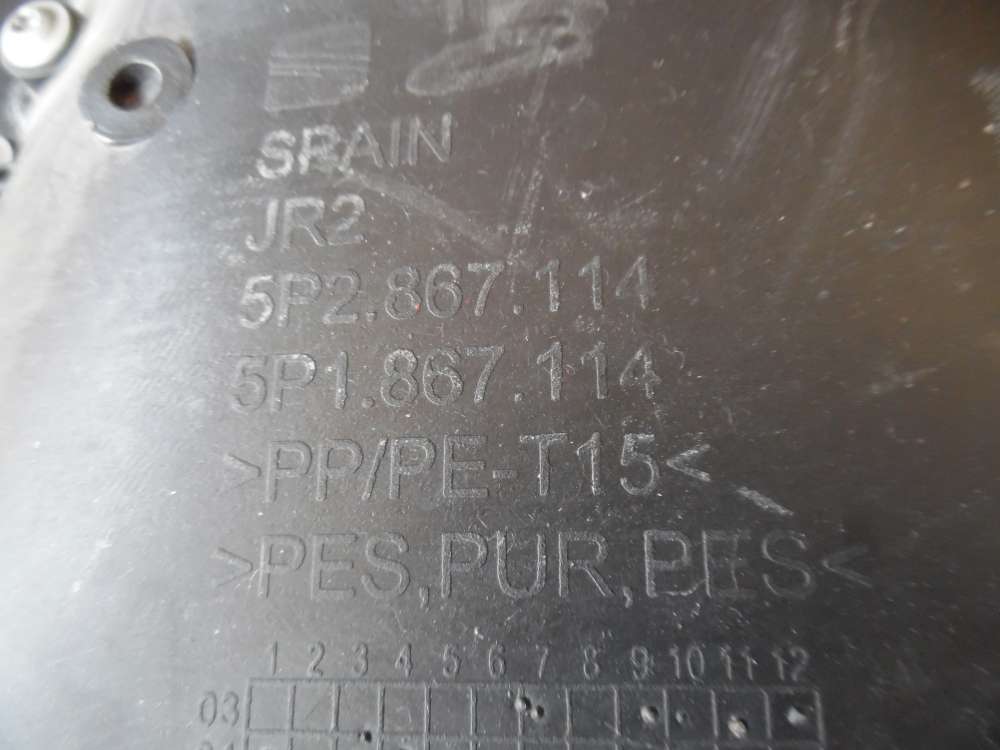 SPAIN
JR2
5P2.867.114
5P1.867.114
>PP/PE-T15<
>PES,PUR,PES<
1 2 3 4 5 6 7 8 9 10 11 12
03